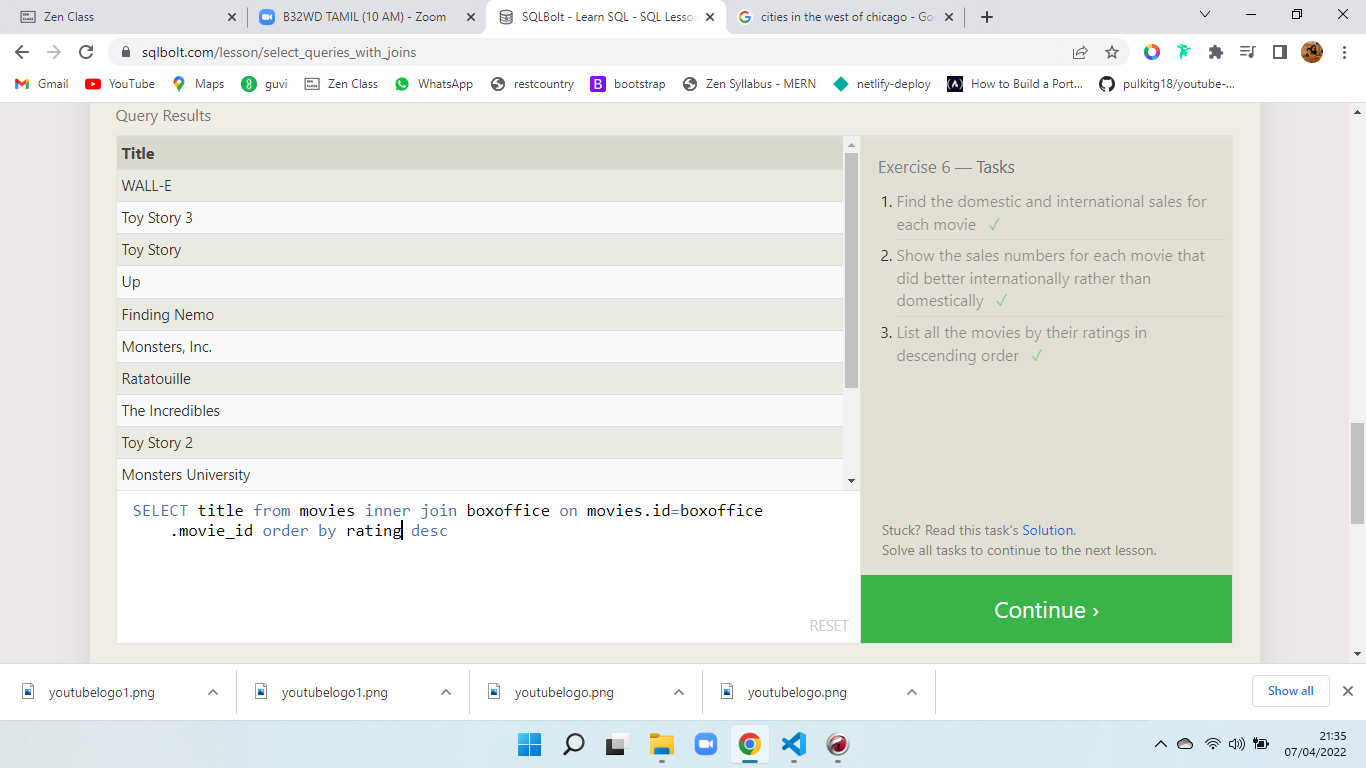 Zen Class
B32WD TAMIL (10 AM) - Zoom
SQLBolt - Learn SQL - SQL Lesso
cities in the west of chicago - Go
sqlbolt.com/lesson/select_queries_with_joins
Gmail
YouTube
Maps
guvi
Zen Class
WhatsApp
restcountry
bootstrap
Zen Syllabus - MERN
netlify-deploy
How to Build a Port...
pulkitg18/youtube-...
Query Results
Title
WALL-E
Toy Story 3
Toy Story
Up
Finding Nemo
Monsters, Inc.
Ratatouille
The Incredibles
Toy Story 2
Monsters University
SELECT title from movies inner join boxoffice on movies.id=boxoffice
.movie_id order by rating desc
RESET
Exercise 6 — Tasks
1. Find the domestic and international sales for
each movie ✓
2. Show the sales numbers for each movie that
did better internationally rather than
domestically ✓
3. List all the movies by their ratings in
descending order ✓
Stuck? Read this task's Solution.
Solve all tasks to continue to the next lesson.
Continue ›
youtubelogo1.png
youtubelogo1.png
youtubelogo.png
youtubelogo.png
Show all
21:35
07/04/2022